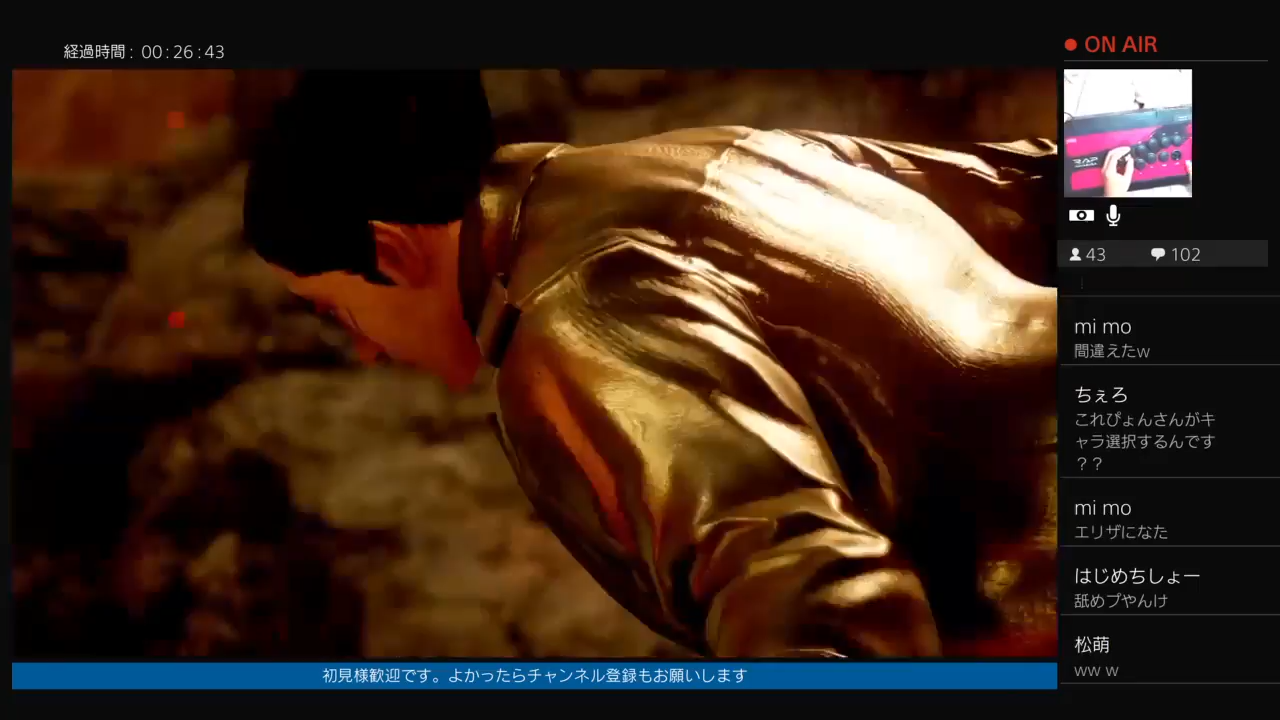 経過時間: 00:26:43
ON AIR
RAP
43
102
mi mo
間違えたw
ちぇろ
これぴょんさんがキ
ャラ選択するんです
??
mi mo
エリザになた
はじめちしょー
舐めプやんけ
松萌
ww w
初見様歓迎です。よかったらチャンネル登録もお願いします